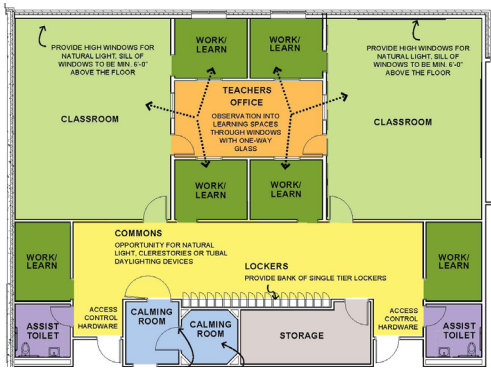 PROVIDE HIGH WINDOWS FOR
NATURAL LIGHT, SILL OF
WINDOWS TO BE MIN. 6'-0"
ABOVE THE FLOOR
WORK/
LEARN
WORK/
LEARN
PROVIDE HIGH WINDOWS FOR
NATURAL LIGHT, SILL OF
WINDOWS TO BE MIN. 6'-0"
ABOVE THE FLOOR
CLASSROOM
TEACHERS
OFFICE
OBSERVATION INTO
LEARNING SPACES
THROUGH WINDOWS
WITH ONE-WAY
GLASS
CLASSROOM
WORK/
LEARN
WORK/
LEARN
WORK/
LEARN
COMMONS
OPPORTUNITY FOR NATURAL
LIGHT, CLERESTORIES OR TUBAL
DAYLIGHTING DEVICES
LOCKERS
PROVIDE BANK OF SINGLE TIER LOCKERS
WORK/
LEARN
ASSIST
TOILET
ACCESS
CONTROL
HARDWARE
CALMING
ROOM
CALMING
ROOM
STORAGE
ACCESS
CONTROL
HARDWARE
ASSIST
TOILET